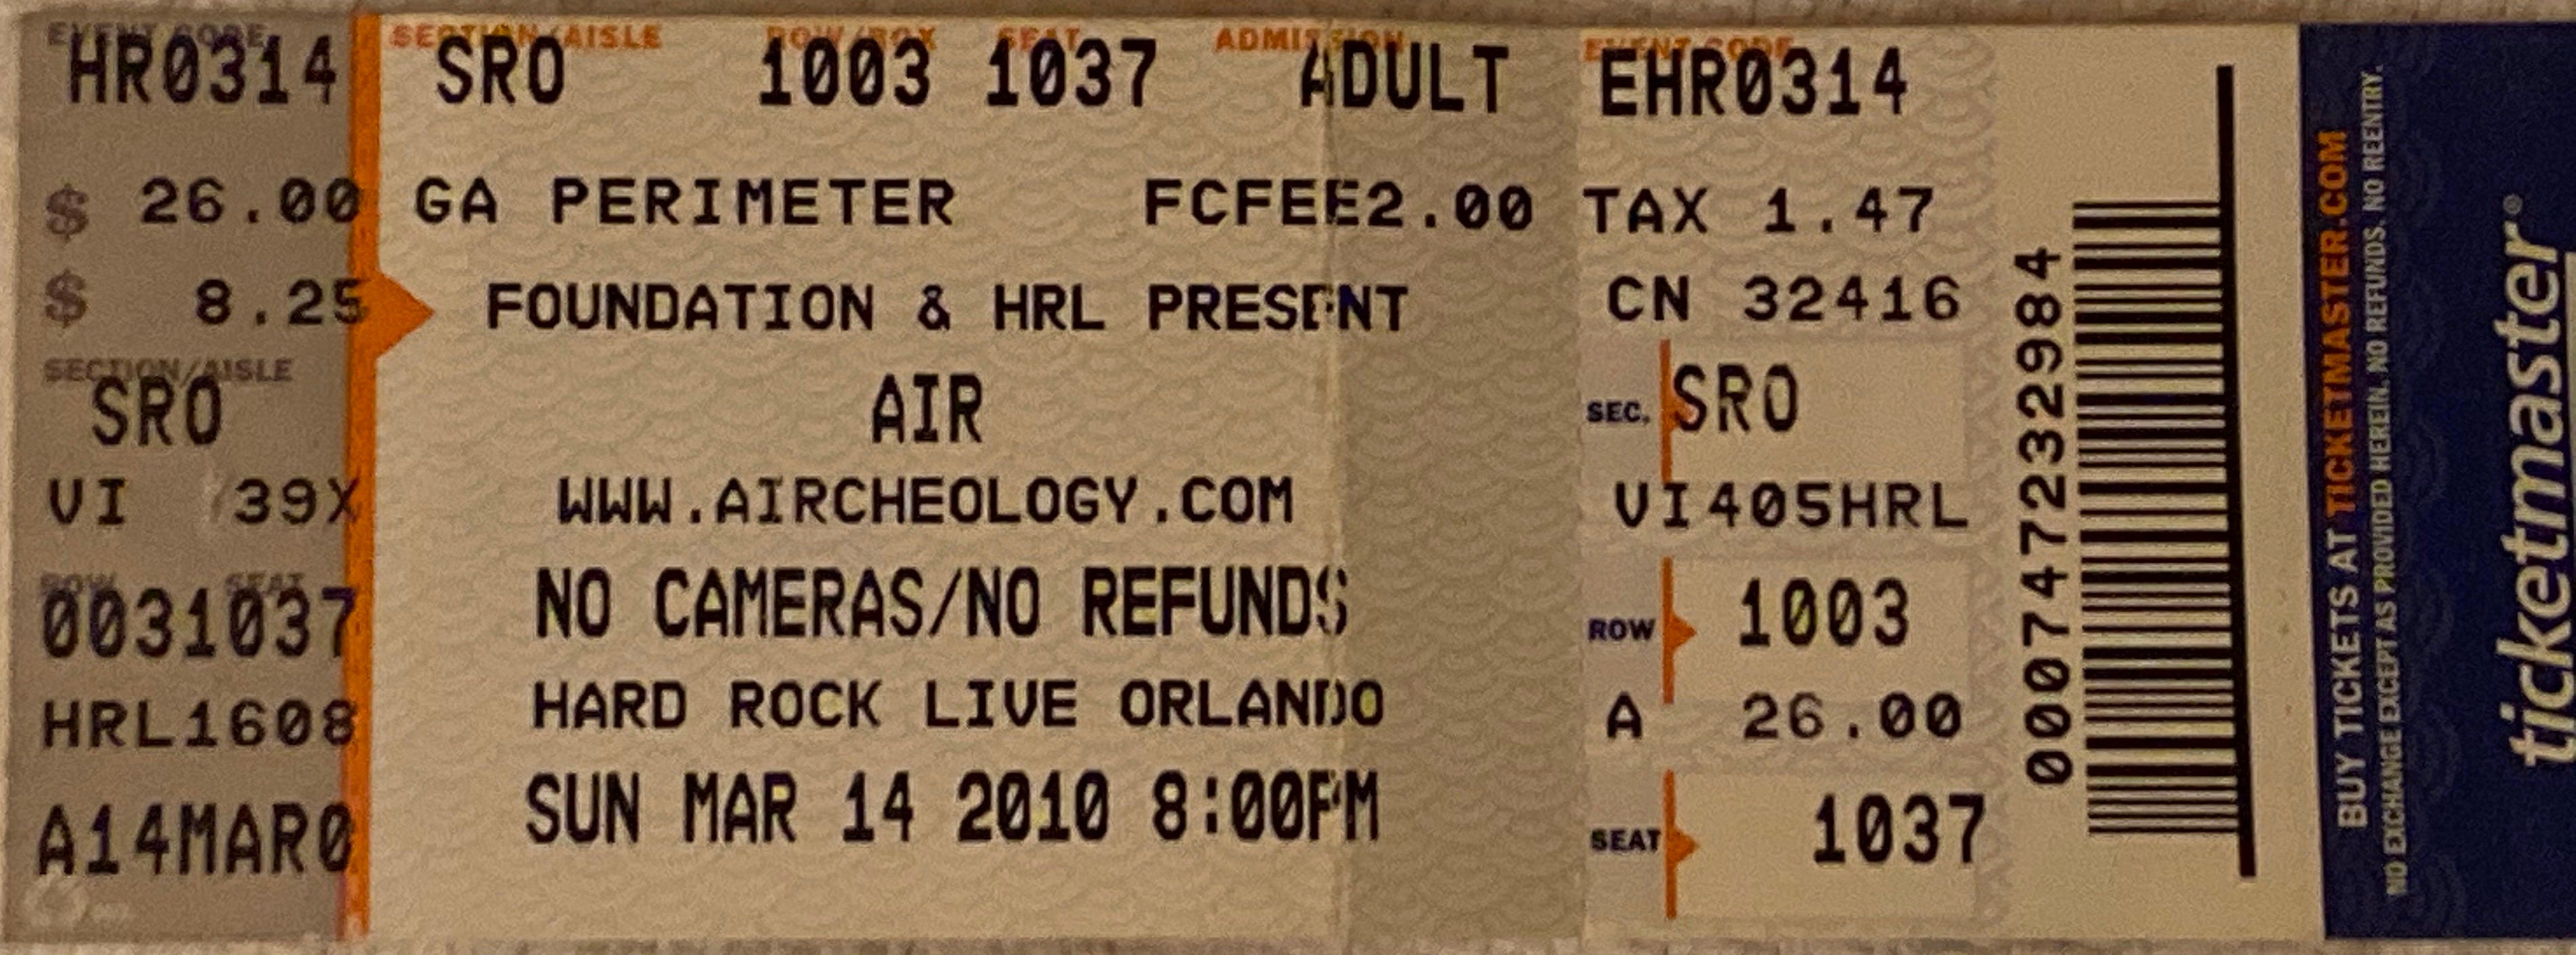 EVENT CODE
HR0314
$ 26.00
$ 8.25
SECTION/AISLE
SRO
VI 39X
ROW SEAT
0031037
HRL1608
A14MAR0
SECTION/AISLE ROW/BOX SEAT ADMISSION
SRO 1003 1037 ADULT
GA PERIMETER FCFEE2.00
FOUNDATION & HRL PRESENT
AIR
WWW.AIRCHEOLOGY.COM
NO CAMERAS/NO REFUNDS
HARD ROCK LIVE ORLANDO
SUN MAR 14 2010 8:00PM
EVENT CODE
EHR0314
TAX 1.47
CN 32416
SEC. SRO
VI405HRL
ROW 1003
A 26.00
SEAT 1037
000747232984
BUY TICKETS AT TICKETMASTER.COM
NO EXCHANGE EXCEPT AS PROVIDED HEREIN. NO REFUNDS. NO REENTRY.
ticketmaster®